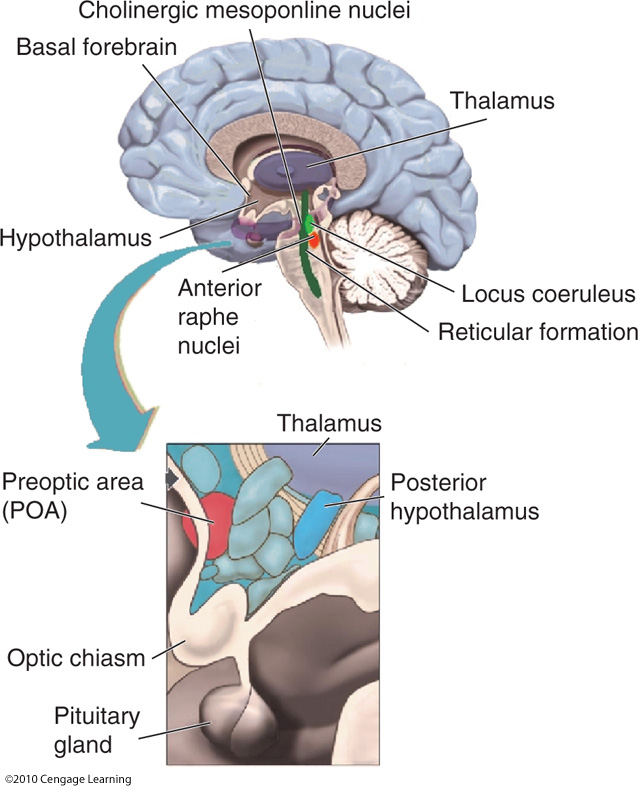 Cholinergic mesoponline nuclei
Basal forebrain
Thalamus
Hypothalamus
Anterior
raphe
nuclei
Locus coeruleus
Reticular formation
Thalamus
Preoptic area
(POA)
Posterior
hypothalamus
Optic chiasm
Pituitary
gland
©2010 Cengage Learning